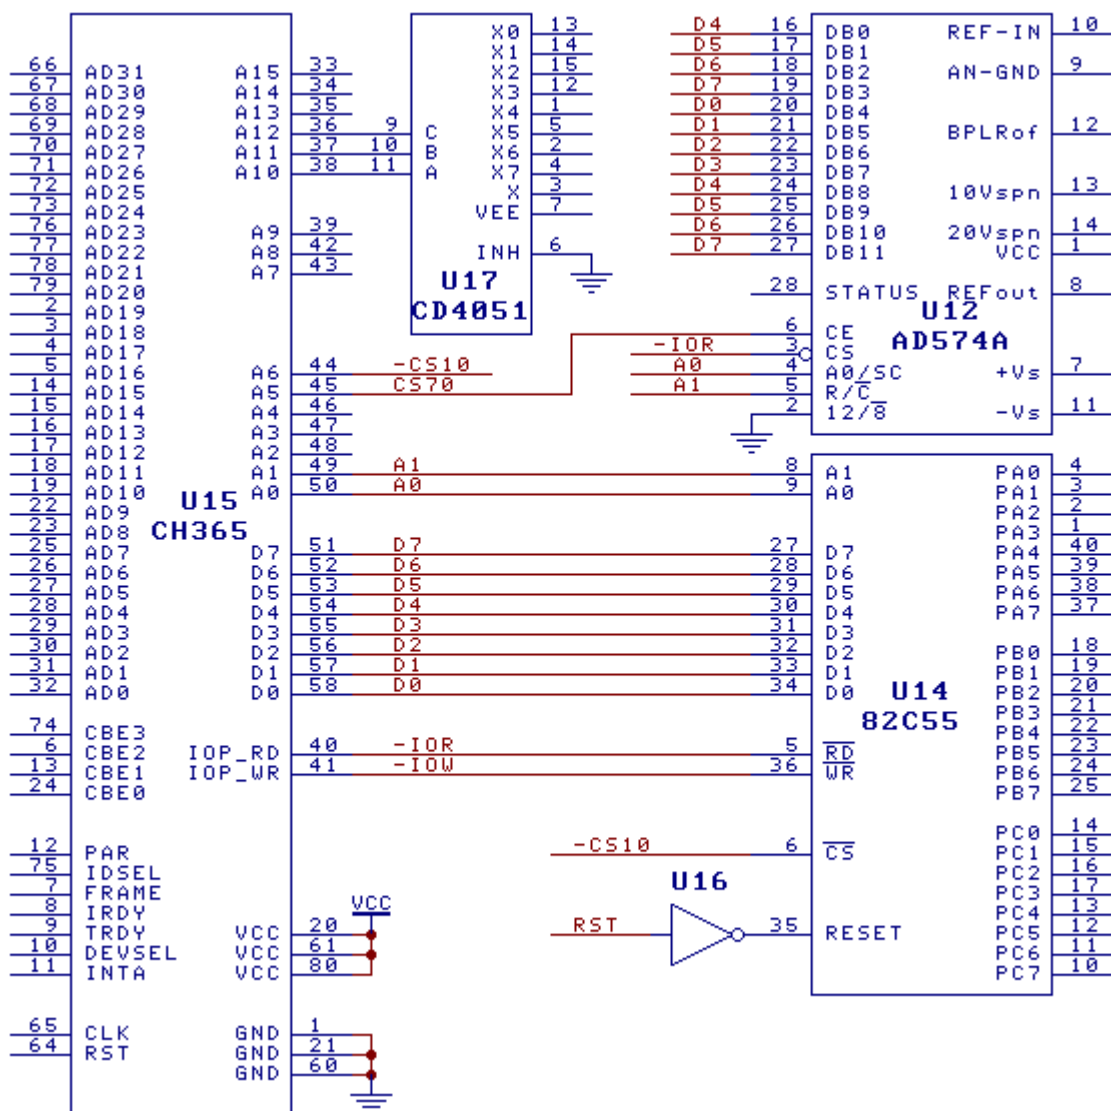 66 AD31 A15 33
67 AD30 A14 34
68 AD29 A13 35
69 AD28 A12 36
70 AD27 A11 37
71 AD26 A10 38
72 AD25
73 AD24
76 AD23 A9 39
77 AD22 A8 42
78 AD21 A7 43
79 AD20
2 AD19
3 AD18
4 AD17
5 AD16 A6 44 -CS10
14 AD15 A5 45 CS70
15 AD14 A4 46
16 AD13 A3 47
17 AD12 A2 48
18 AD11 A1 49 A1
19 AD10 A0 50 A0
U15
22 AD9
CH365
23 AD8
25 AD7 D7 51 D7
26 AD6 D6 52 D6
27 AD5 D5 53 D5
28 AD4 D4 54 D4
29 AD3 D3 55 D3
30 AD2 D2 56 D2
31 AD1 D1 57 D1
32 AD0 D0 58 D0
74 CBE3
6 CBE2 IOP_RD 40 -IOR
13 CBE1 IOP_WR 41 -IOW
24 CBE0
12 PAR
75 IDSEL
7 FRAME
8 IRDY
VCC
9 TRDY VCC 20
10 DEVSEL VCC 61
11 INTA VCC 80
65 CLK GND 1
64 RST GND 21
GND 60
X0 13
X1 14
X2 15
X3 12
X4 1
9 C X5 5
10 B X6 2
11 A X7 4
X 3
VEE 7
INH 6
U17
CD4051
D4 16 DB0 REF-IN 10
D5 17 DB1
D6 18 DB2 AN-GND 9
D7 19 DB3
D0 20 DB4
D1 21 DB5 BPLRof 12
D2 22 DB6
D3 23 DB7
D4 24 DB8 10Vspn 13
D5 25 DB9
D6 26 DB10 20Vspn 14
D7 27 DB11 VCC 1
28 STATUS REFout 8
U12
6 CE
AD574A
-IOR 3 CS
A0 4 A0/SC +Vs 7
A1 5 R/C
2 12/8 -Vs 11
8 A1 PA0 4
9 A0 PA1 3
PA2 2
PA3 1
27 D7 PA4 40
28 D6 PA5 39
29 D5 PA6 38
30 D4 PA7 37
31 D3
32 D2 PB0 18
33 D1 PB1 19
34 D0 PB2 20
U14
PB3 21
82C55
PB4 22
5 RD PB5 23
36 WR PB6 24
PB7 25
PC0 14
-CS10 6 CS PC1 15
PC2 16
U16
PC3 17
PC4 13
RST 35 RESET PC5 12
PC6 11
PC7 10